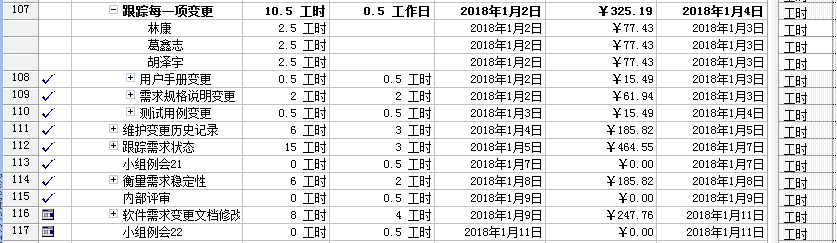 107 跟踪每一项变更 10.5 工时 0.5 工作日 2018年1月2日 ￥325.19 2018年1月4日 工时
林康 2.5 工时 2018年1月2日 ￥77.43 2018年1月3日 工时
葛鑫志 2.5 工时 2018年1月2日 ￥77.43 2018年1月3日 工时
胡泽宇 2.5 工时 2018年1月2日 ￥77.43 2018年1月3日 工时
108 用户手册变更 0.5 工时 0.5 工时 2018年1月2日 ￥15.49 2018年1月2日 工时
109 需求规格说明变更 2 工时 2 工时 2018年1月2日 ￥61.94 2018年1月3日 工时
110 测试用例变更 0.5 工时 0.5 工时 2018年1月3日 ￥15.49 2018年1月4日 工时
111 维护变更历史记录 6 工时 3 工时 2018年1月4日 ￥185.82 2018年1月5日 工时
112 跟踪需求状态 15 工时 3 工时 2018年1月5日 ￥464.55 2018年1月7日 工时
113 小组例会21 0 工时 0.5 工时 2018年1月7日 ￥0.00 2018年1月7日 工时
114 衡量需求稳定性 6 工时 2 工时 2018年1月8日 ￥185.82 2018年1月9日 工时
115 内部评审 0 工时 0.5 工时 2018年1月9日 ￥0.00 2018年1月9日 工时
116 软件需求变更文档修改 8 工时 4 工时 2018年1月9日 ￥247.76 2018年1月11日 工时
117 小组例会22 0 工时 0.5 工时 2018年1月11日 ￥0.00 2018年1月11日 工时